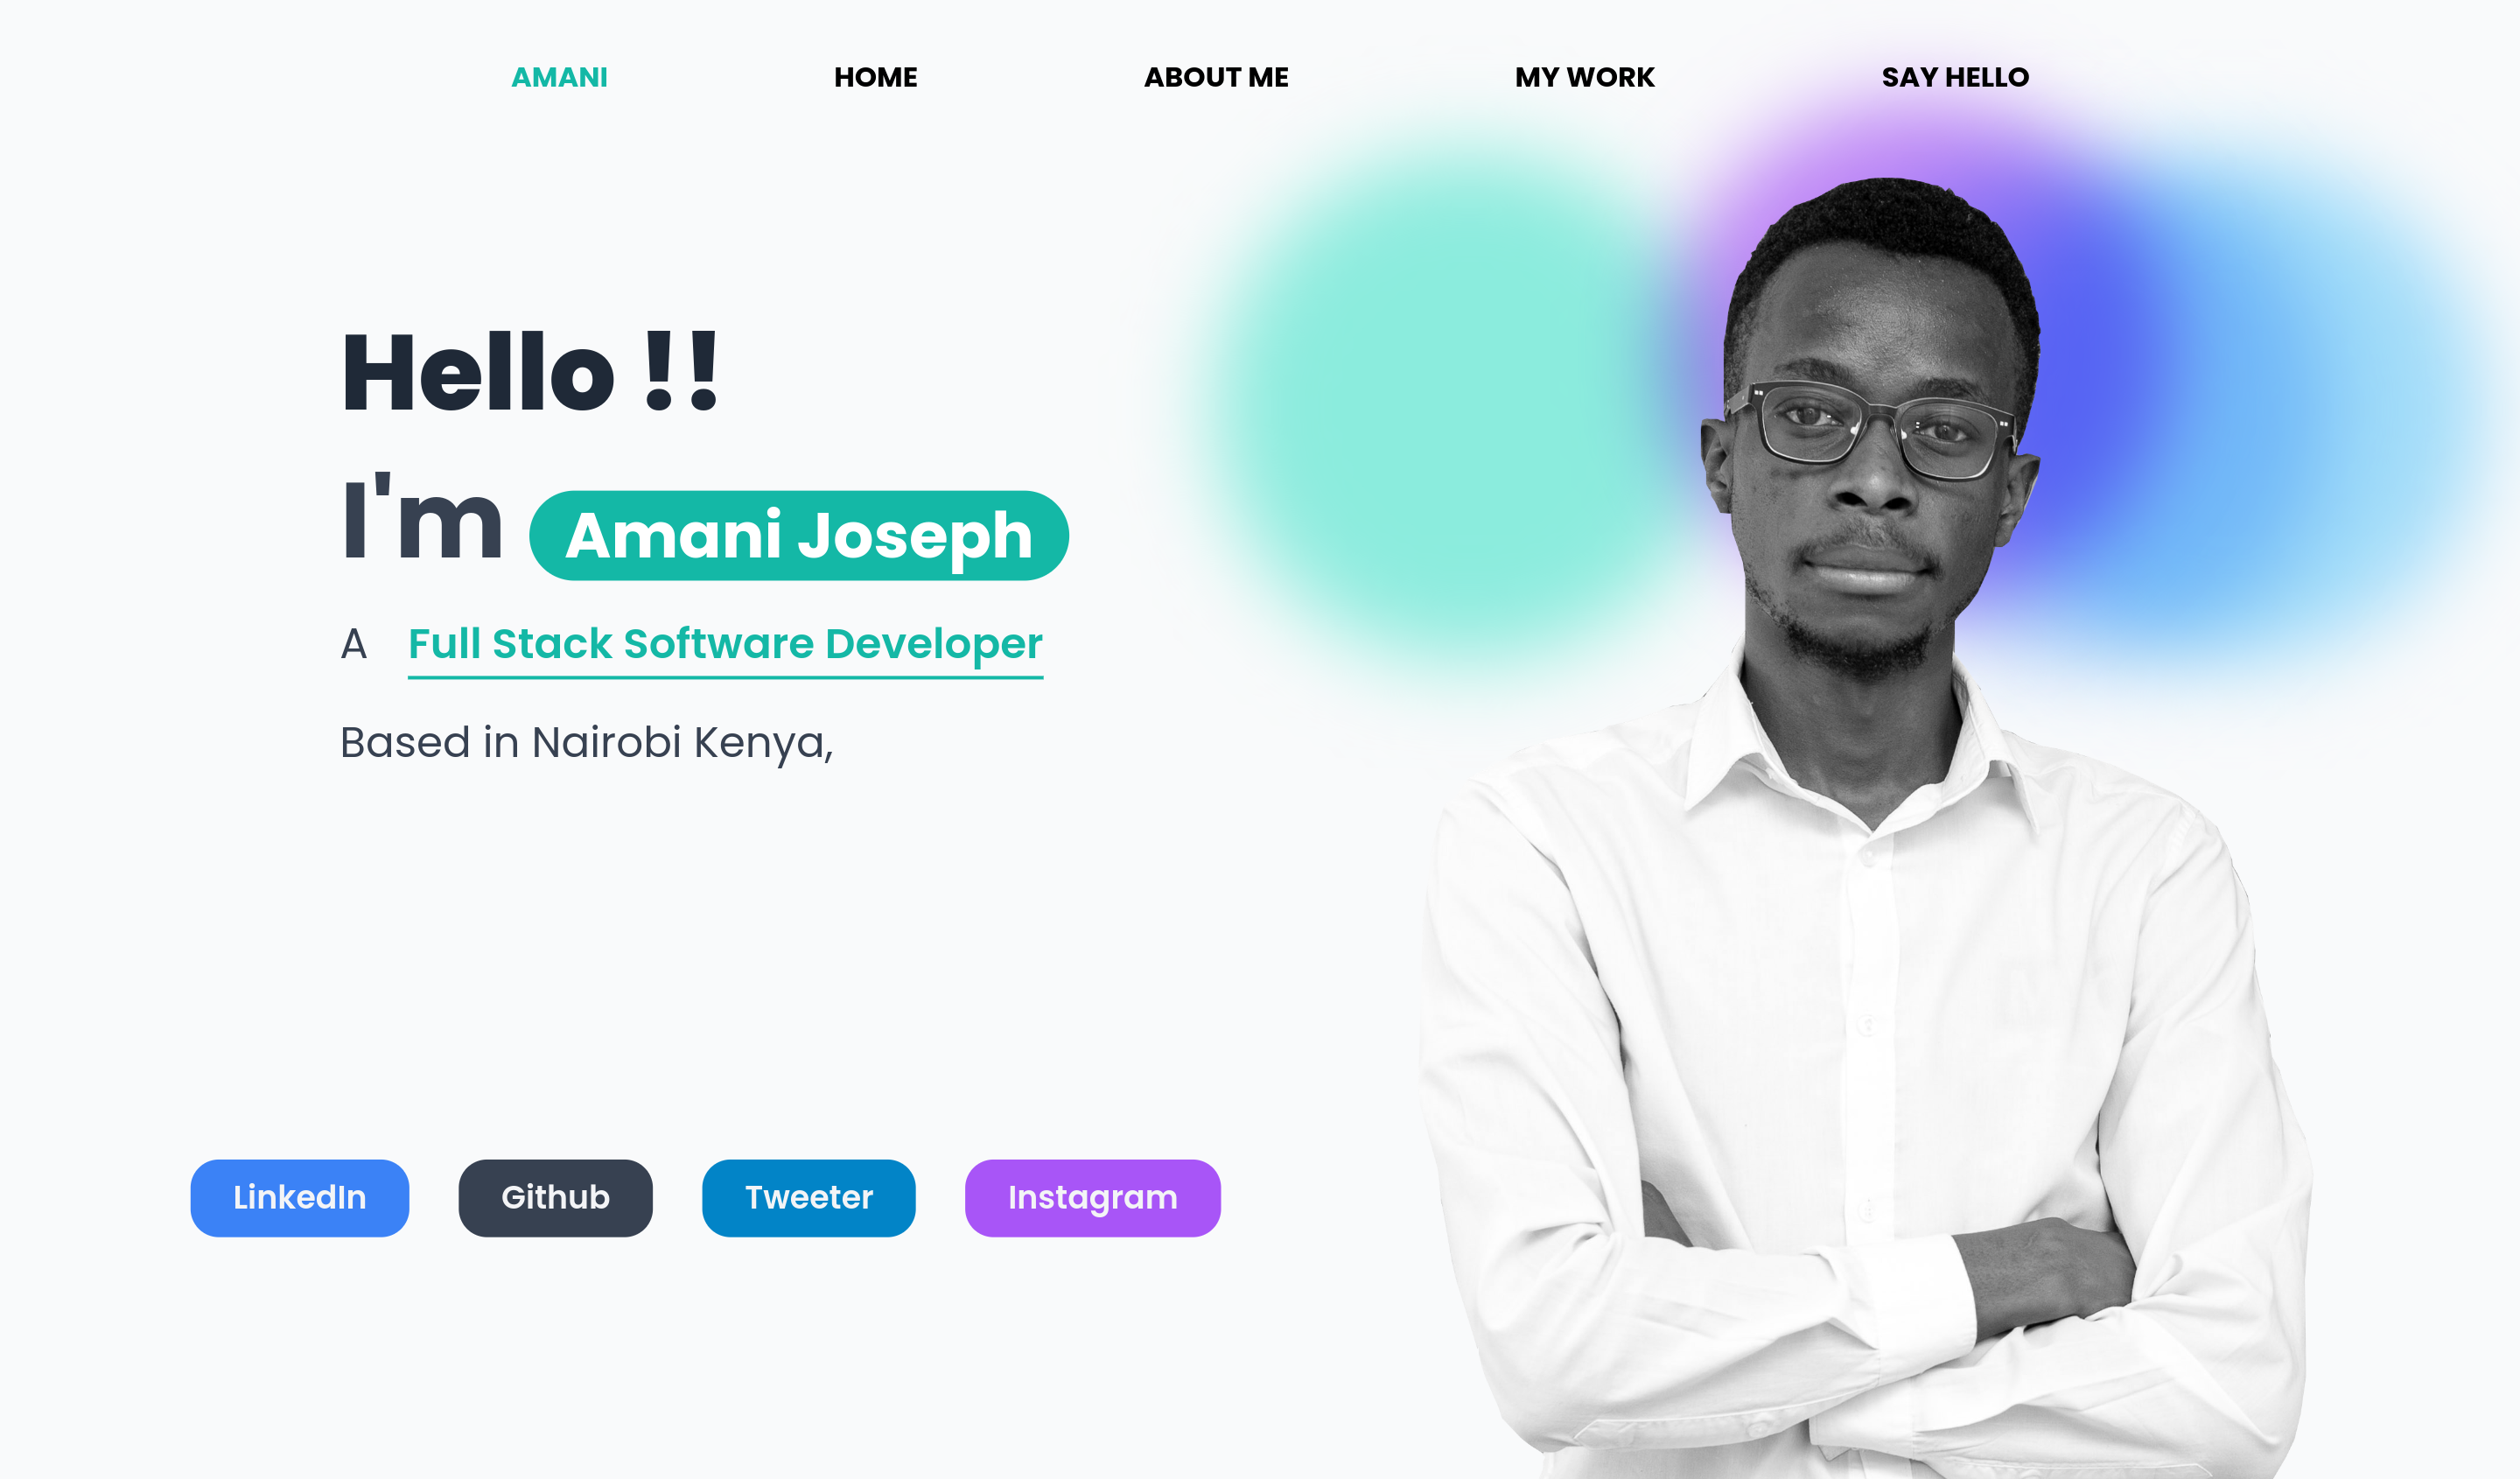 AMANI HOME ABOUT ME MY WORK SAY HELLO
Hello !!
I'm Amani Joseph
A Full Stack Software Developer
Based in Nairobi Kenya,
LinkedIn Github Tweeter Instagram